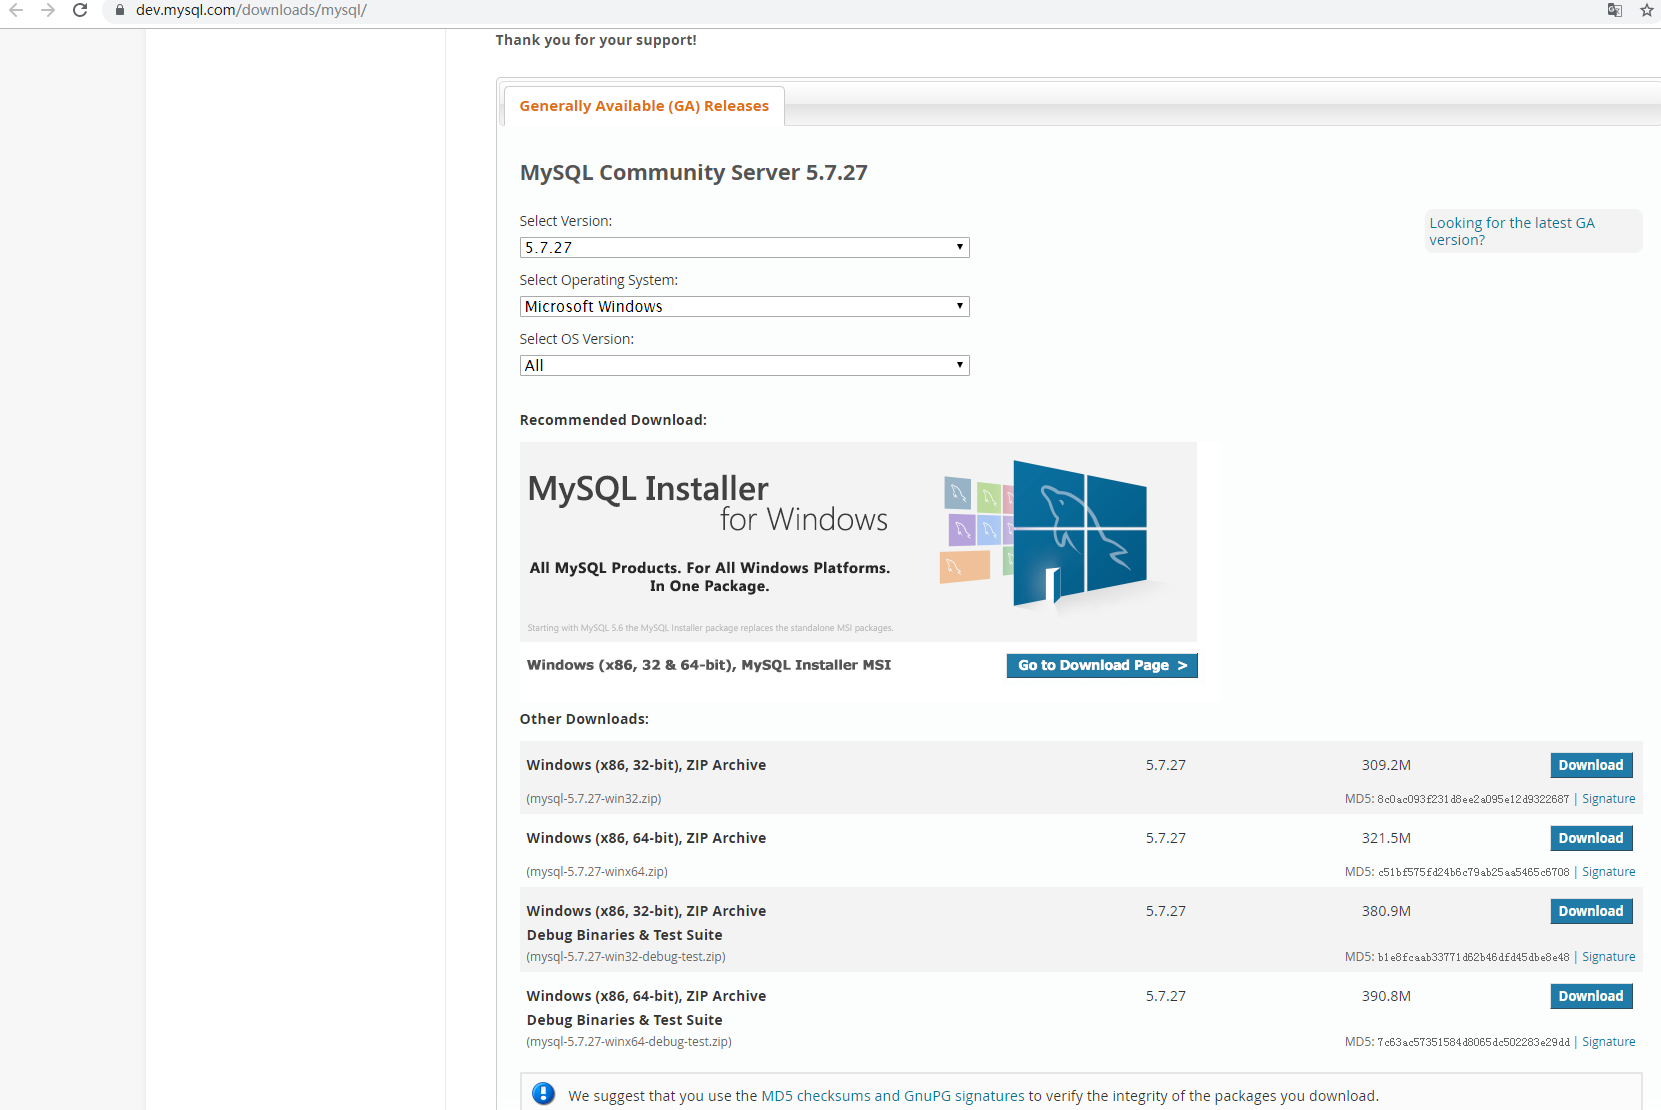 dev.mysql.com/downloads/mysql/
Thank you for your support!
Generally Available (GA) Releases
MySQL Community Server 5.7.27
Select Version:
5.7.27
Looking for the latest GA
version?
Select Operating System:
Microsoft Windows
Select OS Version:
All
Recommended Download:
MySQL Installer
for Windows
All MySQL Products. For All Windows Platforms.
In One Package.
Starting with MySQL 5.6 the MySQL Installer package replaces the standalone MSI packages.
Windows (x86, 32 & 64-bit), MySQL Installer MSI Go to Download Page >
Other Downloads:
Windows (x86, 32-bit), ZIP Archive 5.7.27 309.2M Download
(mysql-5.7.27-win32.zip) MD5: 8c0ac093f231d8ee2a095e12d9322687 | Signature
Windows (x86, 64-bit), ZIP Archive 5.7.27 321.5M Download
(mysql-5.7.27-winx64.zip) MD5: c51bf575fd24b6c79ab25aa5465c6708 | Signature
Windows (x86, 32-bit), ZIP Archive 5.7.27 380.9M Download
Debug Binaries & Test Suite
(mysql-5.7.27-win32-debug-test.zip) MD5: b1e8fcaab33771d62b46dfd45dbe8e48 | Signature
Windows (x86, 64-bit), ZIP Archive 5.7.27 390.8M Download
Debug Binaries & Test Suite
(mysql-5.7.27-winx64-debug-test.zip) MD5: 7c63ac57351584d8065dc502283e29dd | Signature
We suggest that you use the MD5 checksums and GnuPG signatures to verify the integrity of the packages you download.